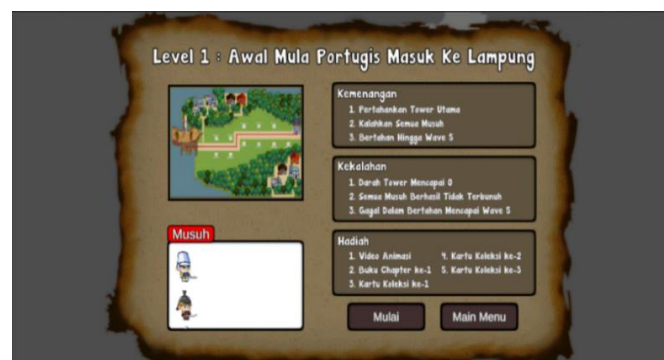 Level 1 : Awal Mula Portugis Masuk Ke Lampung
Kemenangan
1. Pertahankan Tower Utama
2. Kalahkan Semua Musuh
3. Bertahan Hingga Wave 5
Kekalahan
1. Darah Tower Mencapai 0
2. Semua Musuh Berhasil Tidak Terbunuh
3. Gagal Dalam Bertahan Mencapai Wave 5
Musuh
Hadiah
1. Video Animasi
2. Buku Chapter ke-1
3. Kartu Koleksi ke-1
4. Kartu Koleksi ke-2
5. Kartu Koleksi ke-3
Mulai
Main Menu